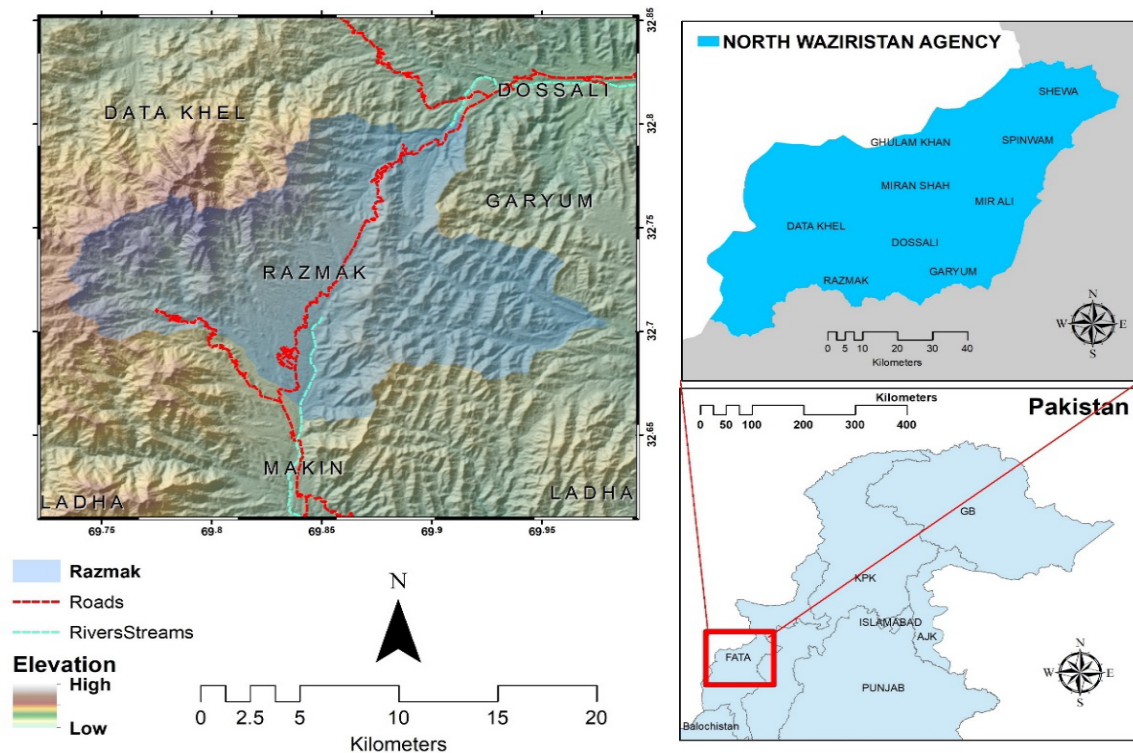 DATA KHEL
DOSSALI
GARYUM
RAZMAK
MAKIN
LADHA
LADHA
32.85
32.8
32.75
32.7
32.65
69.75
69.8
69.85
69.9
69.95
Razmak
Roads
RiversStreams
Elevation
High
Low
N
0 2.5 5 10 15 20
Kilometers
NORTH WAZIRISTAN AGENCY
SHEWA
GHULAM KHAN
SPINWAM
MIRAN SHAH
MIR ALI
DATA KHEL
DOSSALI
GARYUM
RAZMAK
N
W E
S
0 5 10 20 30 40
Kilometers
Kilometers
0 50 100 200 300 400
Pakistan
GB
KPK
ISLAMABAD
AJK
FATA
PUNJAB
Balochistan
N
W E
S